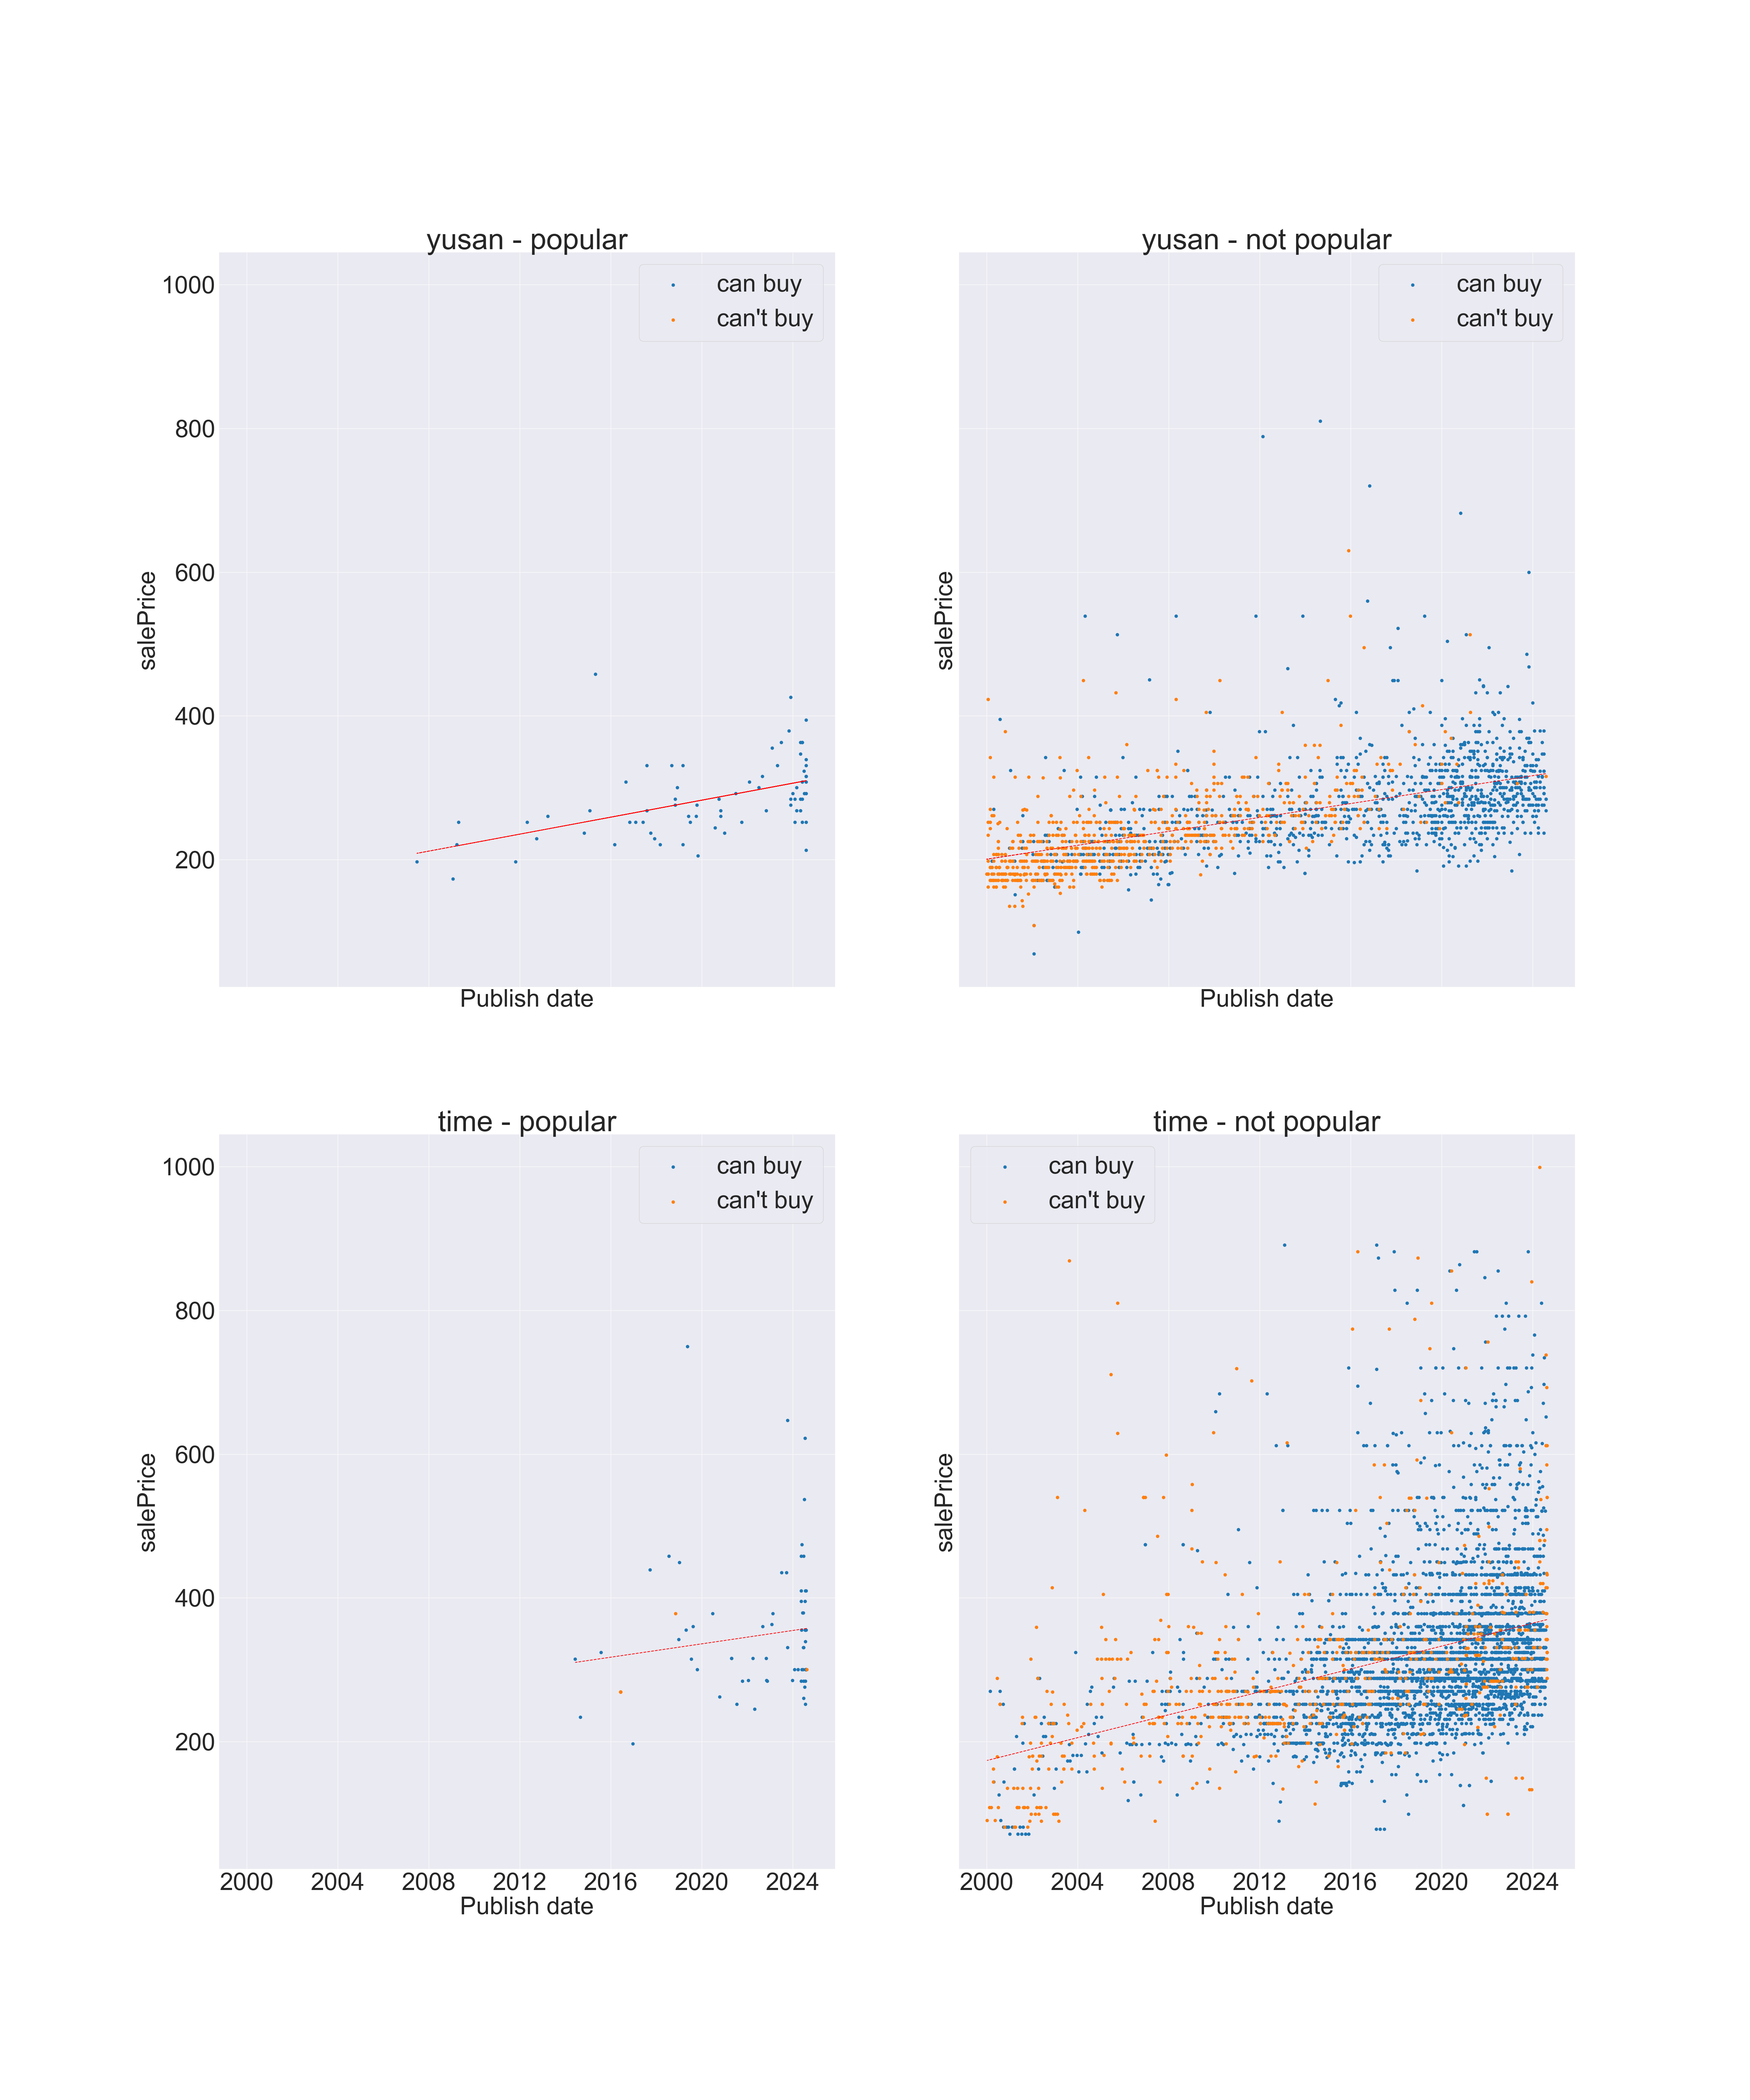 yusan - popular
can buy
can't buy
1000
800
600
400
200
salePrice
Publish date
yusan - not popular
can buy
can't buy
salePrice
Publish date
time - popular
can buy
can't buy
1000
800
600
400
200
salePrice
2000 2004 2008 2012 2016 2020 2024
Publish date
time - not popular
can buy
can't buy
salePrice
2000 2004 2008 2012 2016 2020 2024
Publish date